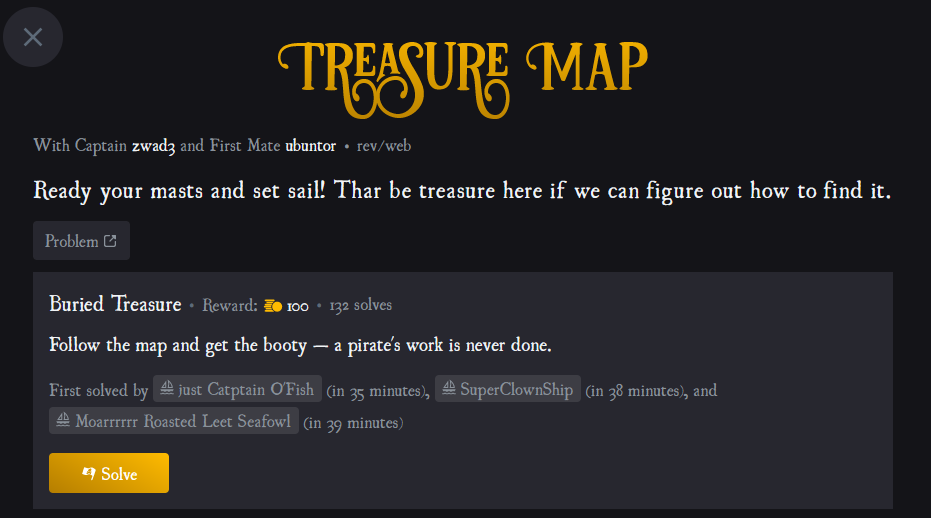 TREASURE MAP
With Captain zwad3 and First Mate ubuntor • rev/web
Ready your masts and set sail! Thar be treasure here if we can figure out how to find it.
Problem
Buried Treasure • Reward: 100 • 132 solves
Follow the map and get the booty — a pirate's work is never done.
First solved by just Catptain O'Fish (in 35 minutes), SuperClownShip (in 38 minutes), and
Moarrrrrr Roasted Leet Seafowl (in 39 minutes)
Solve